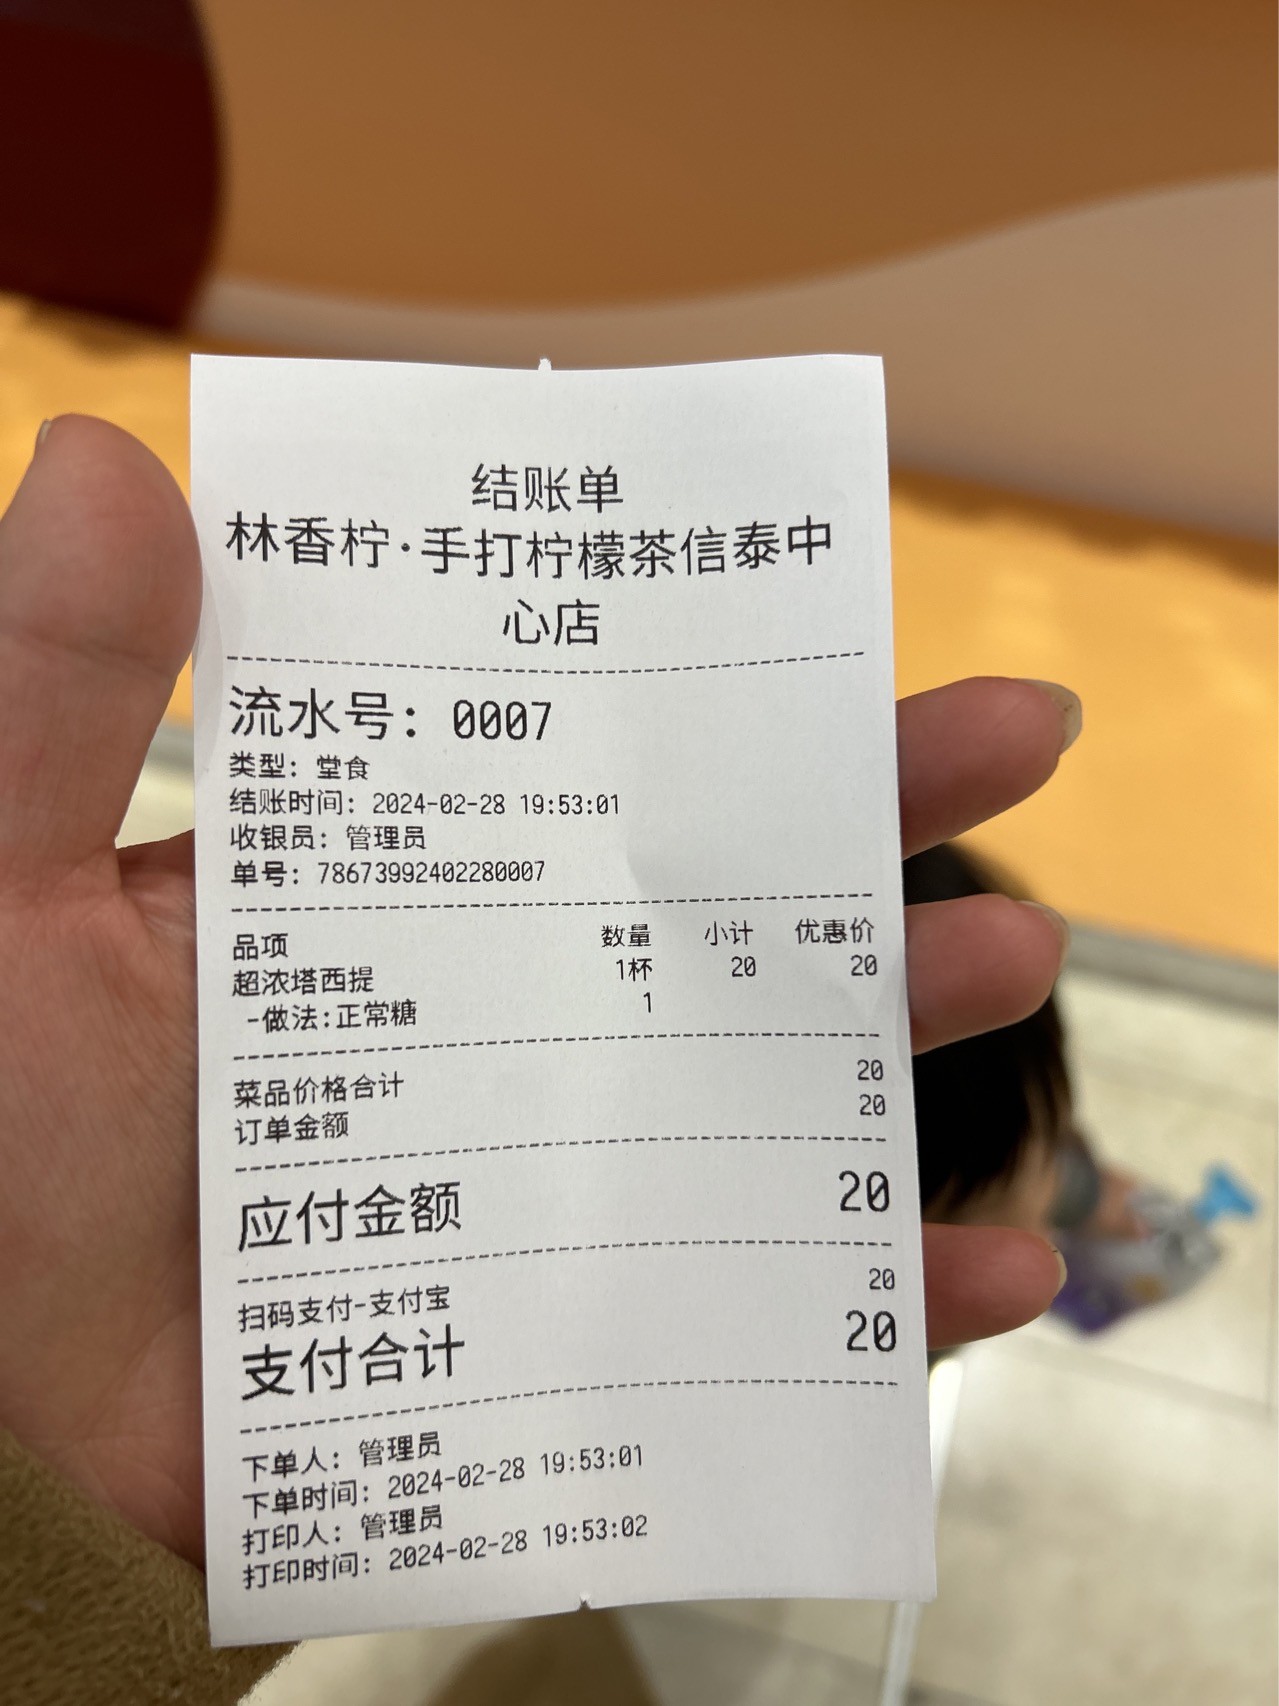 结账单
林香柠·手打柠檬茶信泰中
心店
流水号: 0007
类型: 堂食
结账时间: 2024-02-28 19:53:01
收银员: 管理员
单号: 78673992402280007
品项 数量 小计 优惠价
超浓塔西提 1杯 20 20
-做法:正常糖 1
菜品价格合计 20
订单金额 20
应付金额 20
扫码支付-支付宝 20
支付合计 20
下单人: 管理员
下单时间: 2024-02-28 19:53:01
打印人: 管理员
打印时间: 2024-02-28 19:53:02